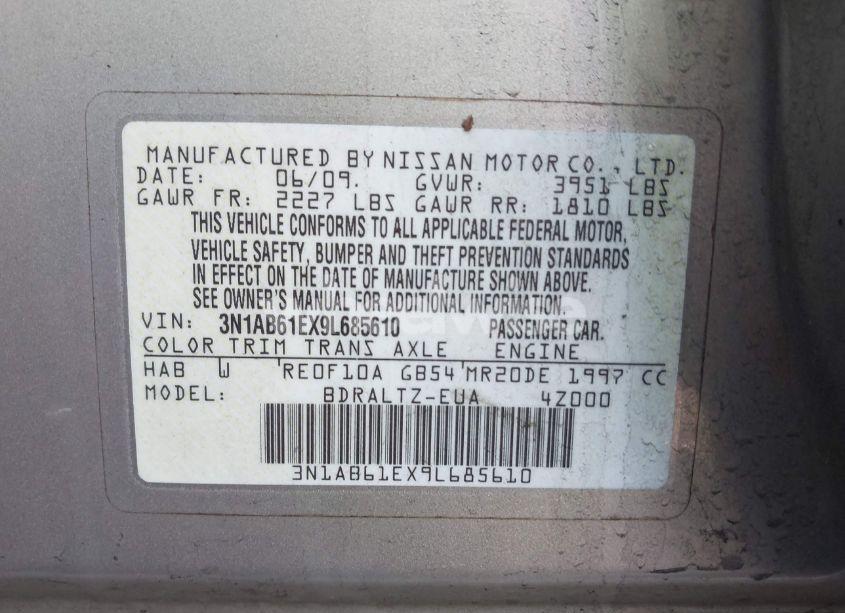 MANUFACTURED BY NISSAN MOTOR CO., LTD.
DATE: 06/09. GVWR: 3951 LBS
GAWR FR: 2227 LBS GAWR RR: 1810 LBS
THIS VEHICLE CONFORMS TO ALL APPLICABLE FEDERAL MOTOR,
VEHICLE SAFETY, BUMPER AND THEFT PREVENTION STANDARDS
IN EFFECT ON THE DATE OF MANUFACTURE SHOWN ABOVE.
SEE OWNER'S MANUAL FOR ADDITIONAL INFORMATION.
VIN: 3N1AB61EX9L685610 PASSENGER CAR.
COLOR TRIM TRANS AXLE ENGINE
HAB W RE0F10A GB54 MR20DE 1997 CC
MODEL: BDRALTZ-EUA 4Z000
3N1AB61EX9L685610